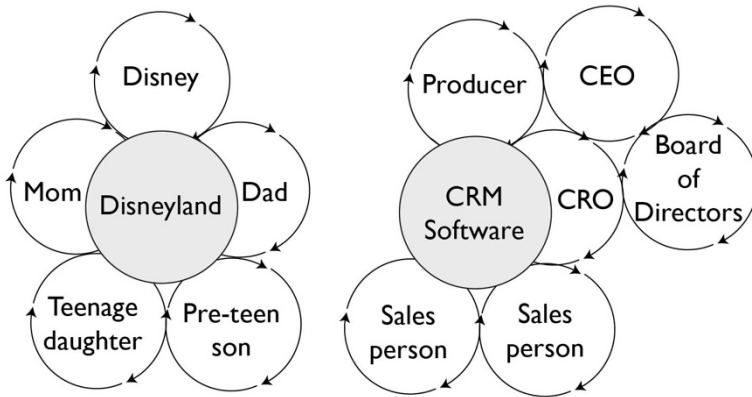 Disney
Mom
Disneyland
Dad
Teenage
daughter
Pre-teen
son
Producer
CEO
CRM
Software
CRO
Board
of
Directors
Sales
person
Sales
person